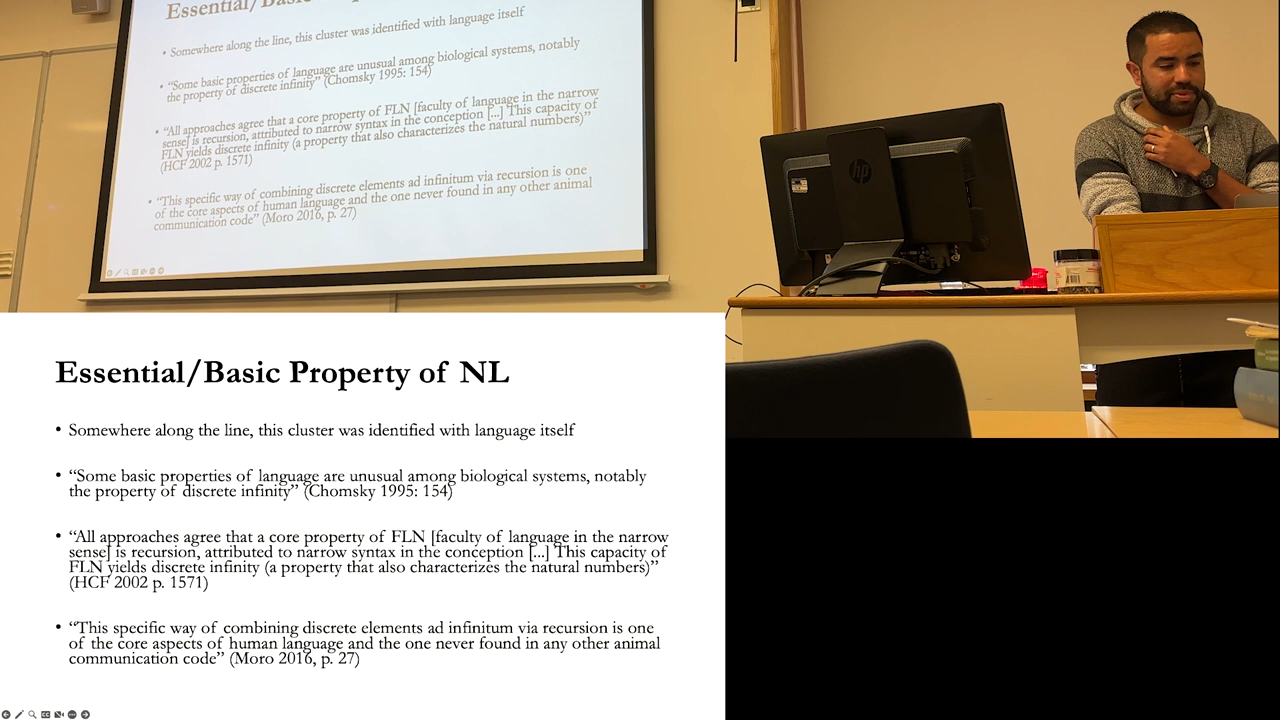 Essential/Basic Prop
• Somewhere along the line, this cluster was identified with language itself
• “Some basic properties of language are unusual among biological systems, notably
the property of discrete infinity” (Chomsky 1995: 154)
• “All approaches agree that a core property of FLN [faculty of language in the narrow
sense] is recursion, attributed to narrow syntax in the conception [...] This capacity of
FLN yields discrete infinity (a property that also characterizes the natural numbers)”
(HCF 2002 p. 1571)
• “This specific way of combining discrete elements ad infinitum via recursion is one
of the core aspects of human language and the one never found in any other animal
communication code” (Moro 2016, p. 27)
hp
Essential/Basic Property of NL
• Somewhere along the line, this cluster was identified with language itself
• “Some basic properties of language are unusual among biological systems, notably
the property of discrete infinity” (Chomsky 1995: 154)
• “All approaches agree that a core property of FLN [faculty of language in the narrow
sense] is recursion, attributed to narrow syntax in the conception [...] This capacity of
FLN yields discrete infinity (a property that also characterizes the natural numbers)”
(HCF 2002 p. 1571)
• “This specific way of combining discrete elements ad infinitum via recursion is one
of the core aspects of human language and the one never found in any other animal
communication code” (Moro 2016, p. 27)